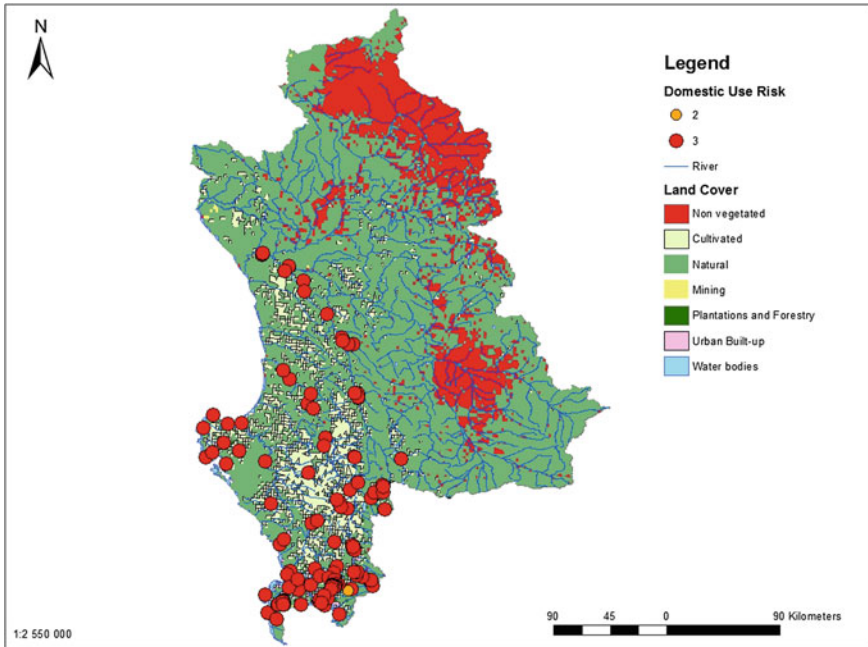 N
Legend
Domestic Use Risk
2
3
River
Land Cover
Non vegetated
Cultivated
Natural
Mining
Plantations and Forestry
Urban Built-up
Water bodies
90 45 0 90 Kilometers
1:2 550 000